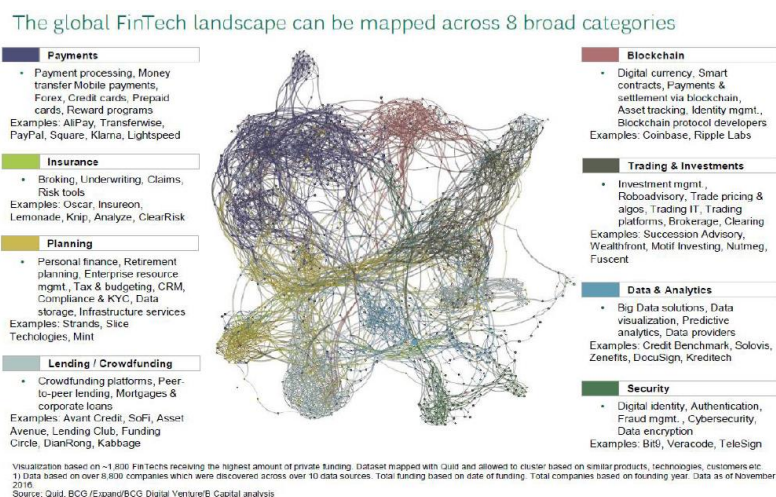 The global FinTech landscape can be mapped across 8 broad categories
Payments
• Payment processing, Money
transfer Mobile payments,
Forex, Credit cards, Prepaid
cards, Reward programs
Examples: AliPay, Transferwise,
PayPal, Square, Klarna, Lightspeed
Insurance
• Broking, Underwriting, Claims,
Risk tools
Examples: Oscar, Insureon,
Lemonade, Knip, Analyze, ClearRisk
Planning
• Personal finance, Retirement
planning, Enterprise resource
mgmt., Tax & budgeting, CRM,
Compliance & KYC, Data
storage, Infrastructure services
Examples: Strands, Slice
Techologies, Mint
Lending / Crowdfunding
• Crowdfunding platforms, Peer-
to-peer lending, Mortgages &
corporate loans
Examples: Avant Credit, SoFi, Asset
Avenue, Lending Club, Funding
Circle, DianRong, Kabbage
Blockchain
• Digital currency, Smart
contracts, Payments &
settlement via blockchain,
Asset tracking, Identity mgmt.,
Blockchain protocol developers
Examples: Coinbase, Ripple Labs
Trading & Investments
• Investment mgmt.,
Roboadvisory, Trade pricing &
algos, Trading IT, Trading
platforms, Brokerage, Clearing
Examples: Succession Advisory,
Wealthfront, Motif Investing, Nutmeg,
Fuscent
Data & Analytics
• Big Data solutions, Data
visualization, Predictive
analytics, Data providers
Examples: Credit Benchmark, Solovis,
Zenefits, DocuSign, Kreditech
Security
• Digital identity, Authentication,
Fraud mgmt. , Cybersecurity,
Data encryption
Examples: Bit9, Veracode, TeleSign
Visualization based on ~1,800 FinTechs receiving the highest amount of private funding. Dataset mapped with Quid and allowed to cluster based on similar products, technologies, customers etc.
1) Data based on over 8,800 companies which were discovered across over 10 data sources. Total funding based on date of funding. Total companies based on founding year. Data as of November
2016.
Source: Quid, BCG /Expand/BCG Digital Venture/B Capital analysis